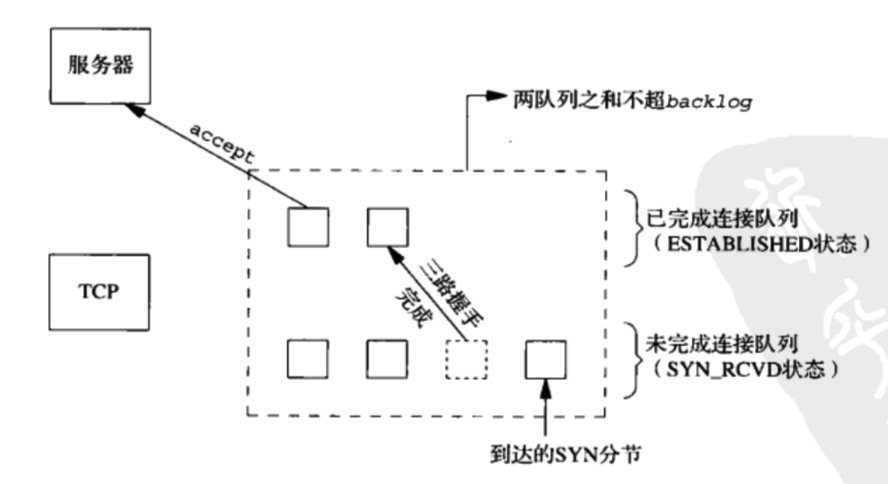 服务器
两队列之和不超backlog
accept
已完成连接队列
（ESTABLISHED状态）
三路握手
完成
TCP
未完成连接队列
（SYN_RCVD状态）
到达的SYN分节